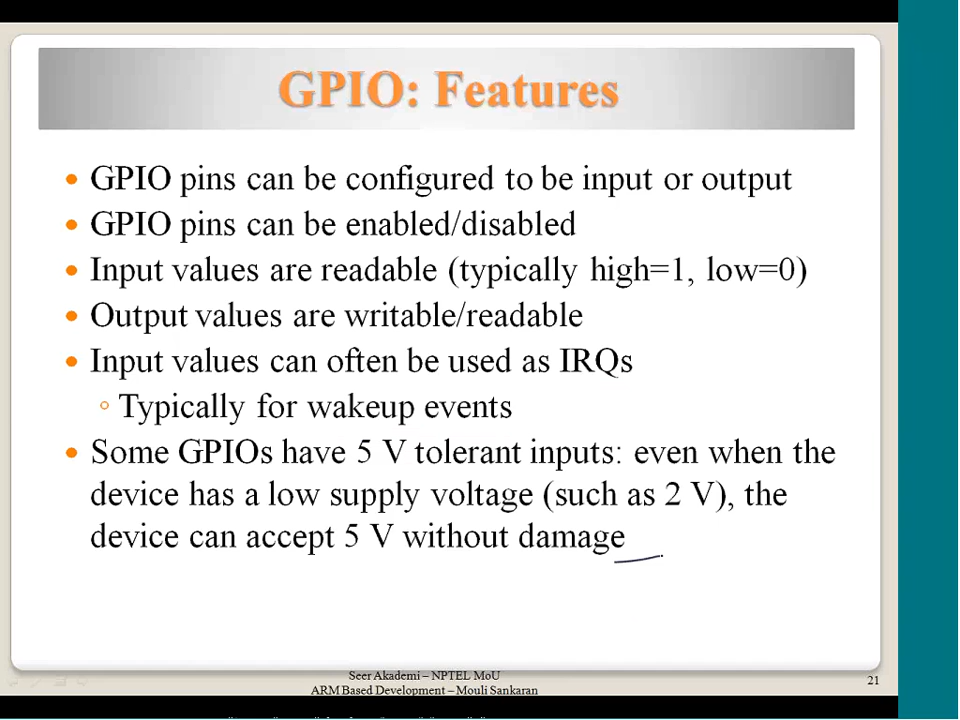 GPIO: Features
• GPIO pins can be configured to be input or output
• GPIO pins can be enabled/disabled
• Input values are readable (typically high=1, low=0)
• Output values are writable/readable
• Input values can often be used as IRQs
◦ Typically for wakeup events
• Some GPIOs have 5 V tolerant inputs: even when the
device has a low supply voltage (such as 2 V), the
device can accept 5 V without damage
Seer Akademi – NPTEL MoU
ARM Based Development – Mouli Sankaran
21